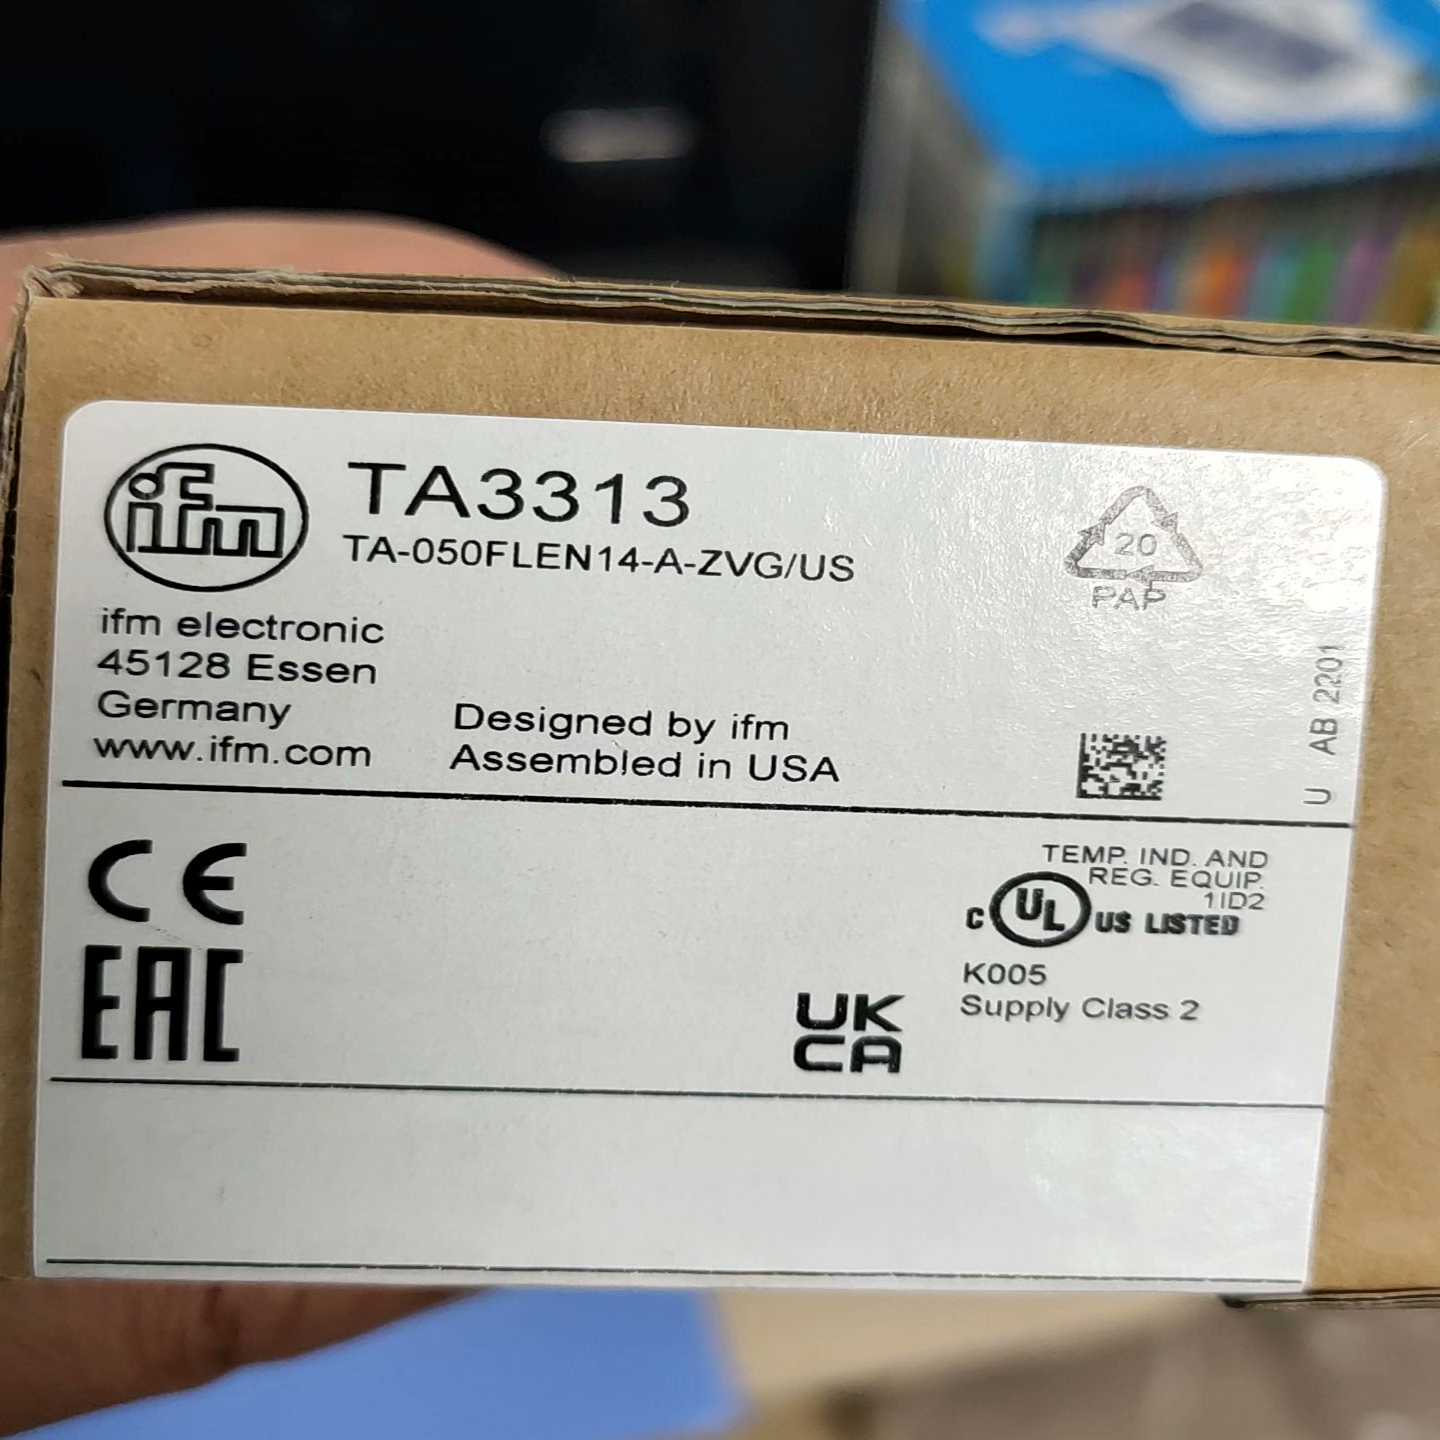 ifm
TA3313
TA-050FLEN14-A-ZVG/US
20
PAP
ifm electronic
45128 Essen
Germany
www.ifm.com
Designed by ifm
Assembled in USA
U AB 2201
CE
EAC
UK
CA
TEMP. IND. AND
REG. EQUIP.
1ID2
C UL US LISTED
K005
Supply Class 2